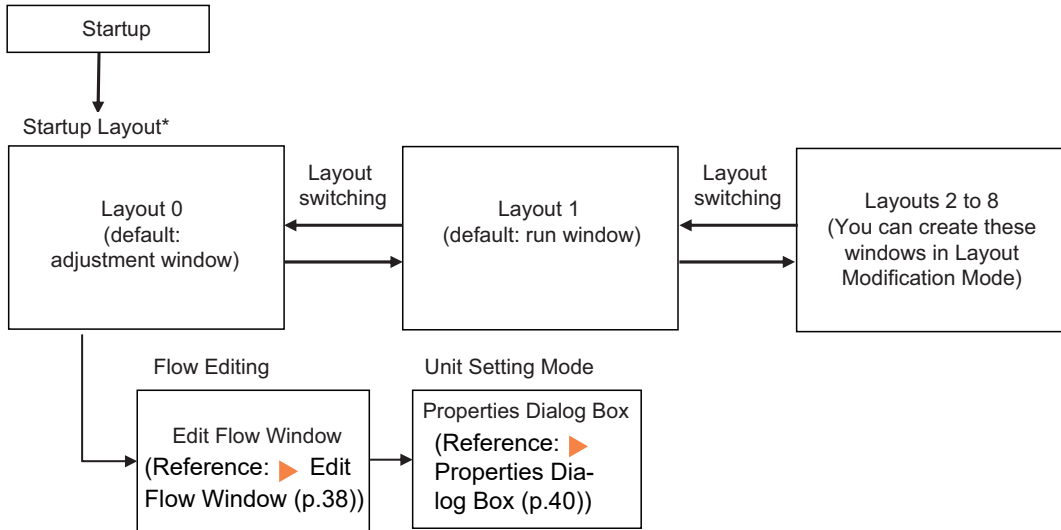 Startup
Startup Layout*
Layout 0
(default:
adjustment window)
Layout
switching
Layout 1
(default: run window)
Layout
switching
Layouts 2 to 8
(You can create these
windows in Layout
Modification Mode)
Flow Editing
Edit Flow Window
(Reference: ▶ Edit
Flow Window (p.38))
Unit Setting Mode
Properties Dialog Box
(Reference: ▶
Properties Dia-
log Box (p.40))